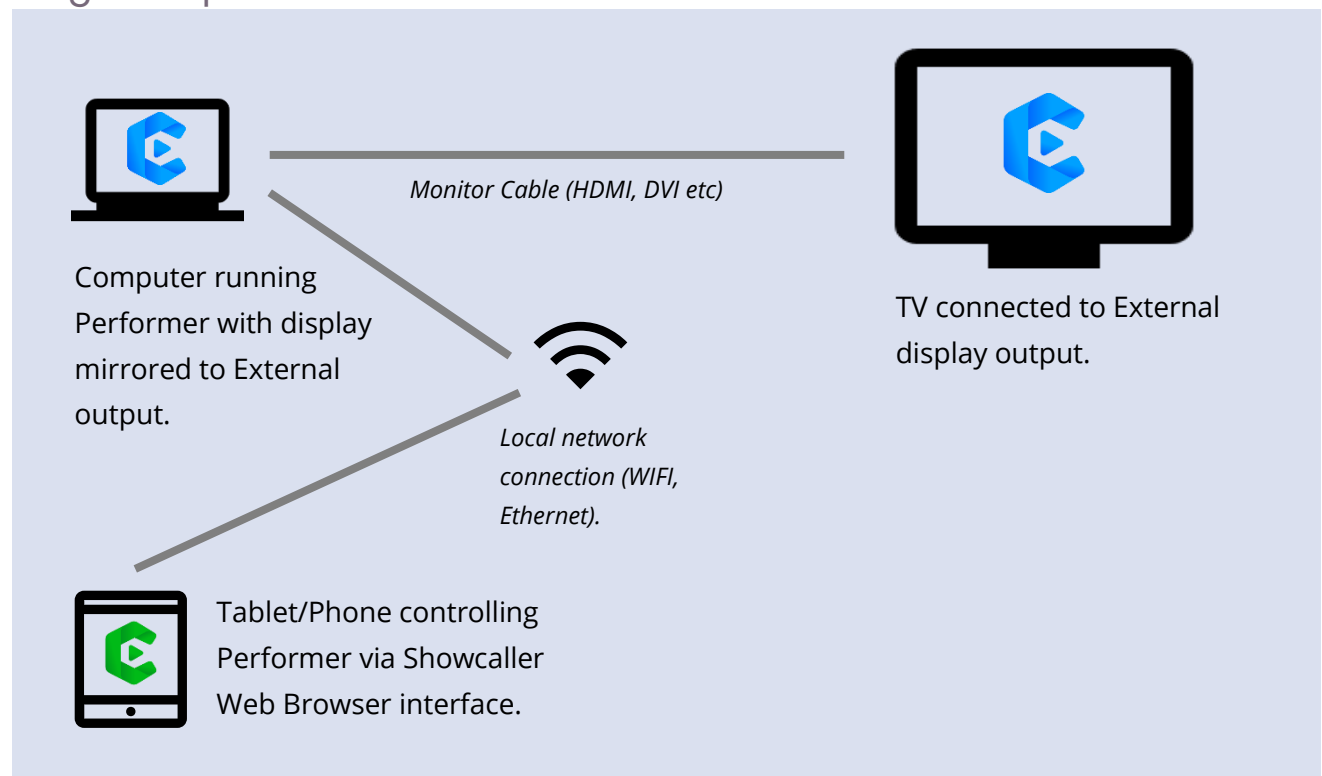 Monitor Cable (HDMI, DVI etc)
Computer running
Performer with display
mirrored to External
output.
TV connected to External
display output.
Local network
connection (WIFI,
Ethernet).
Tablet/Phone controlling
Performer via Showcaller
Web Browser interface.